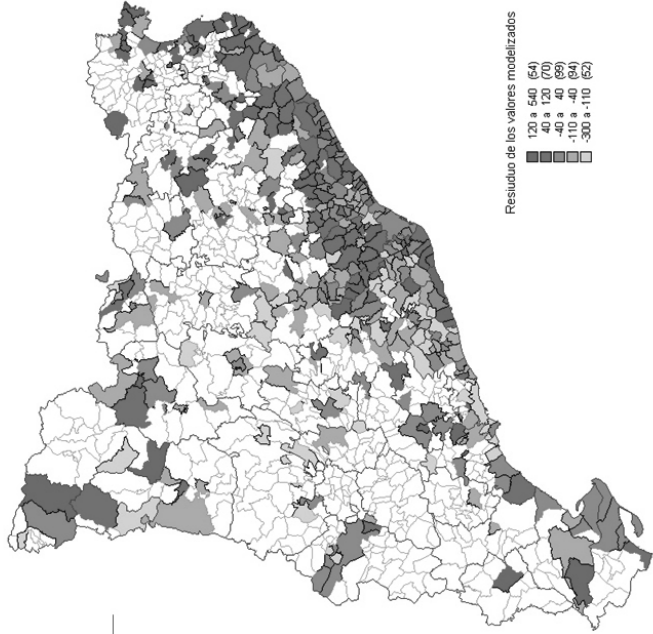 Resiuduo de los valores modelizados
120 a 540 (54)
40 a 120 (70)
-40 a 40 (99)
-110 a -40 (94)
-300 a -110 (52)